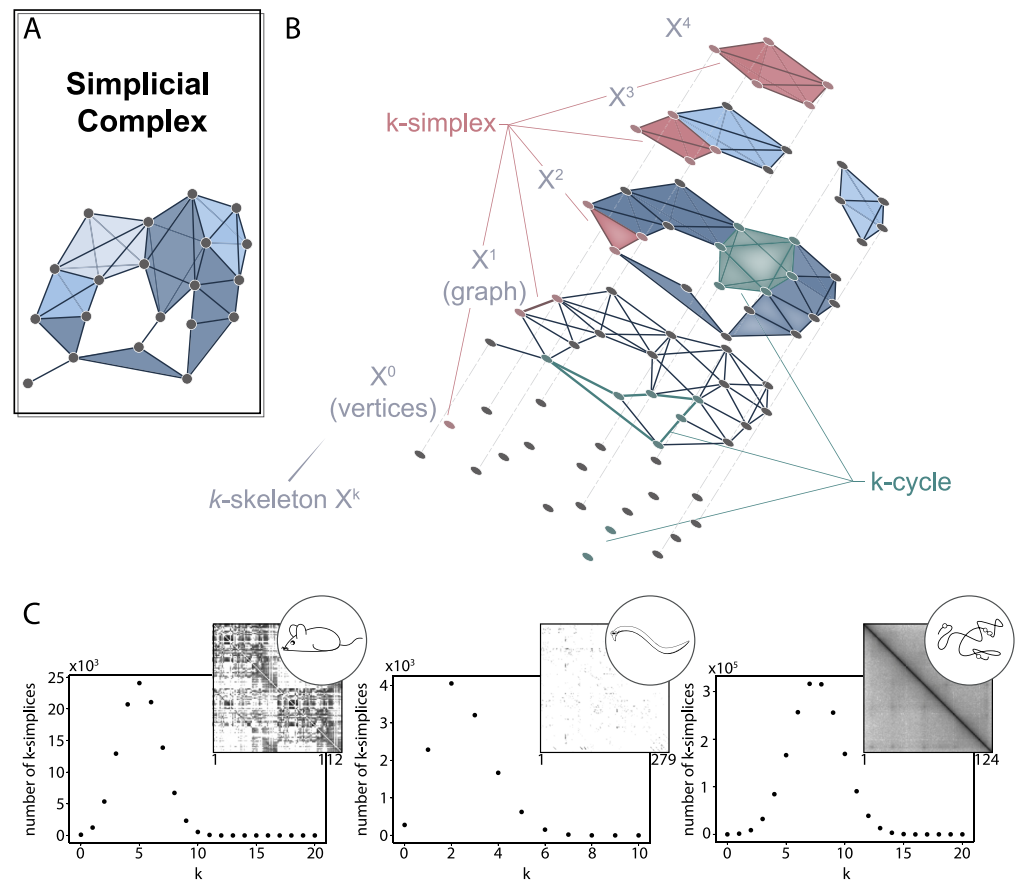 A
Simplicial
Complex
B
X⁴
X³
k-simplex
X²
X¹
(graph)
X⁰
(vertices)
k-skeleton Xᵏ
k-cycle
C
×10³
number of k-simplices
25
20
15
10
5
0
0 5 10 15 20
k
1 112
×10³
number of k-simplices
4
3
2
1
0
0 2 4 6 8 10
k
1 279
×10⁵
number of k-simplices
3
2
1
0
0 5 10 15 20
k
1 124